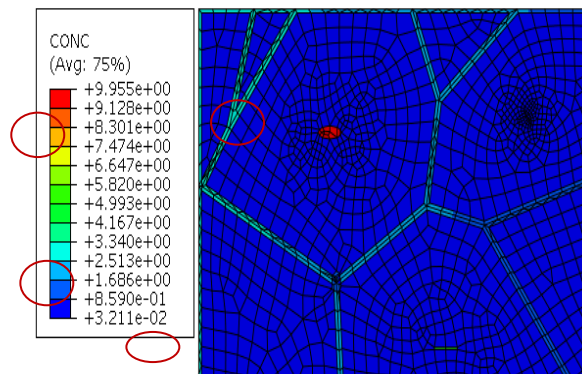 CONC
(Avg: 75%)
+9.955e+00
+9.128e+00
+8.301e+00
+7.474e+00
+6.647e+00
+5.820e+00
+4.993e+00
+4.167e+00
+3.340e+00
+2.513e+00
+1.686e+00
+8.590e-01
+3.211e-02